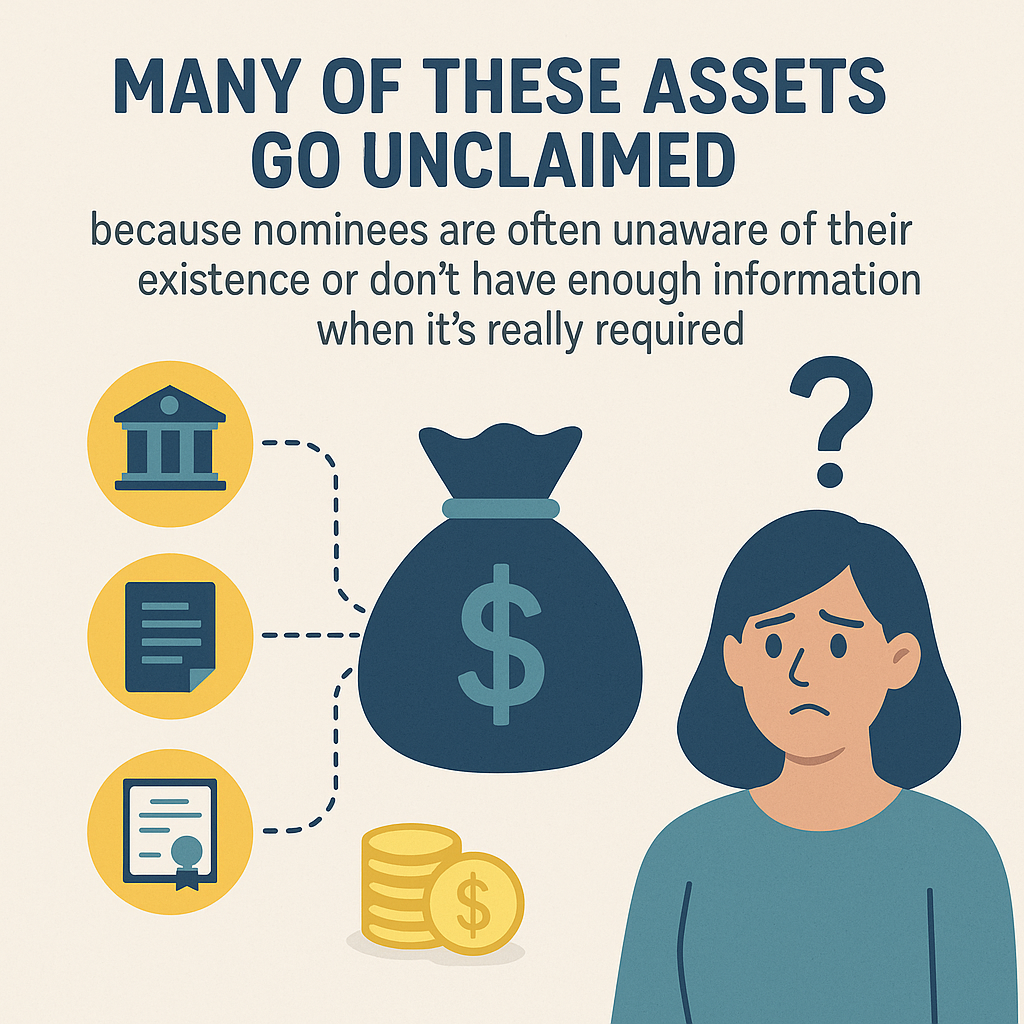 MANY OF THESE ASSETS
GO UNCLAIMED
because nominees are often unaware of their
existence or don't have enough information
when it's really required
?
$
$